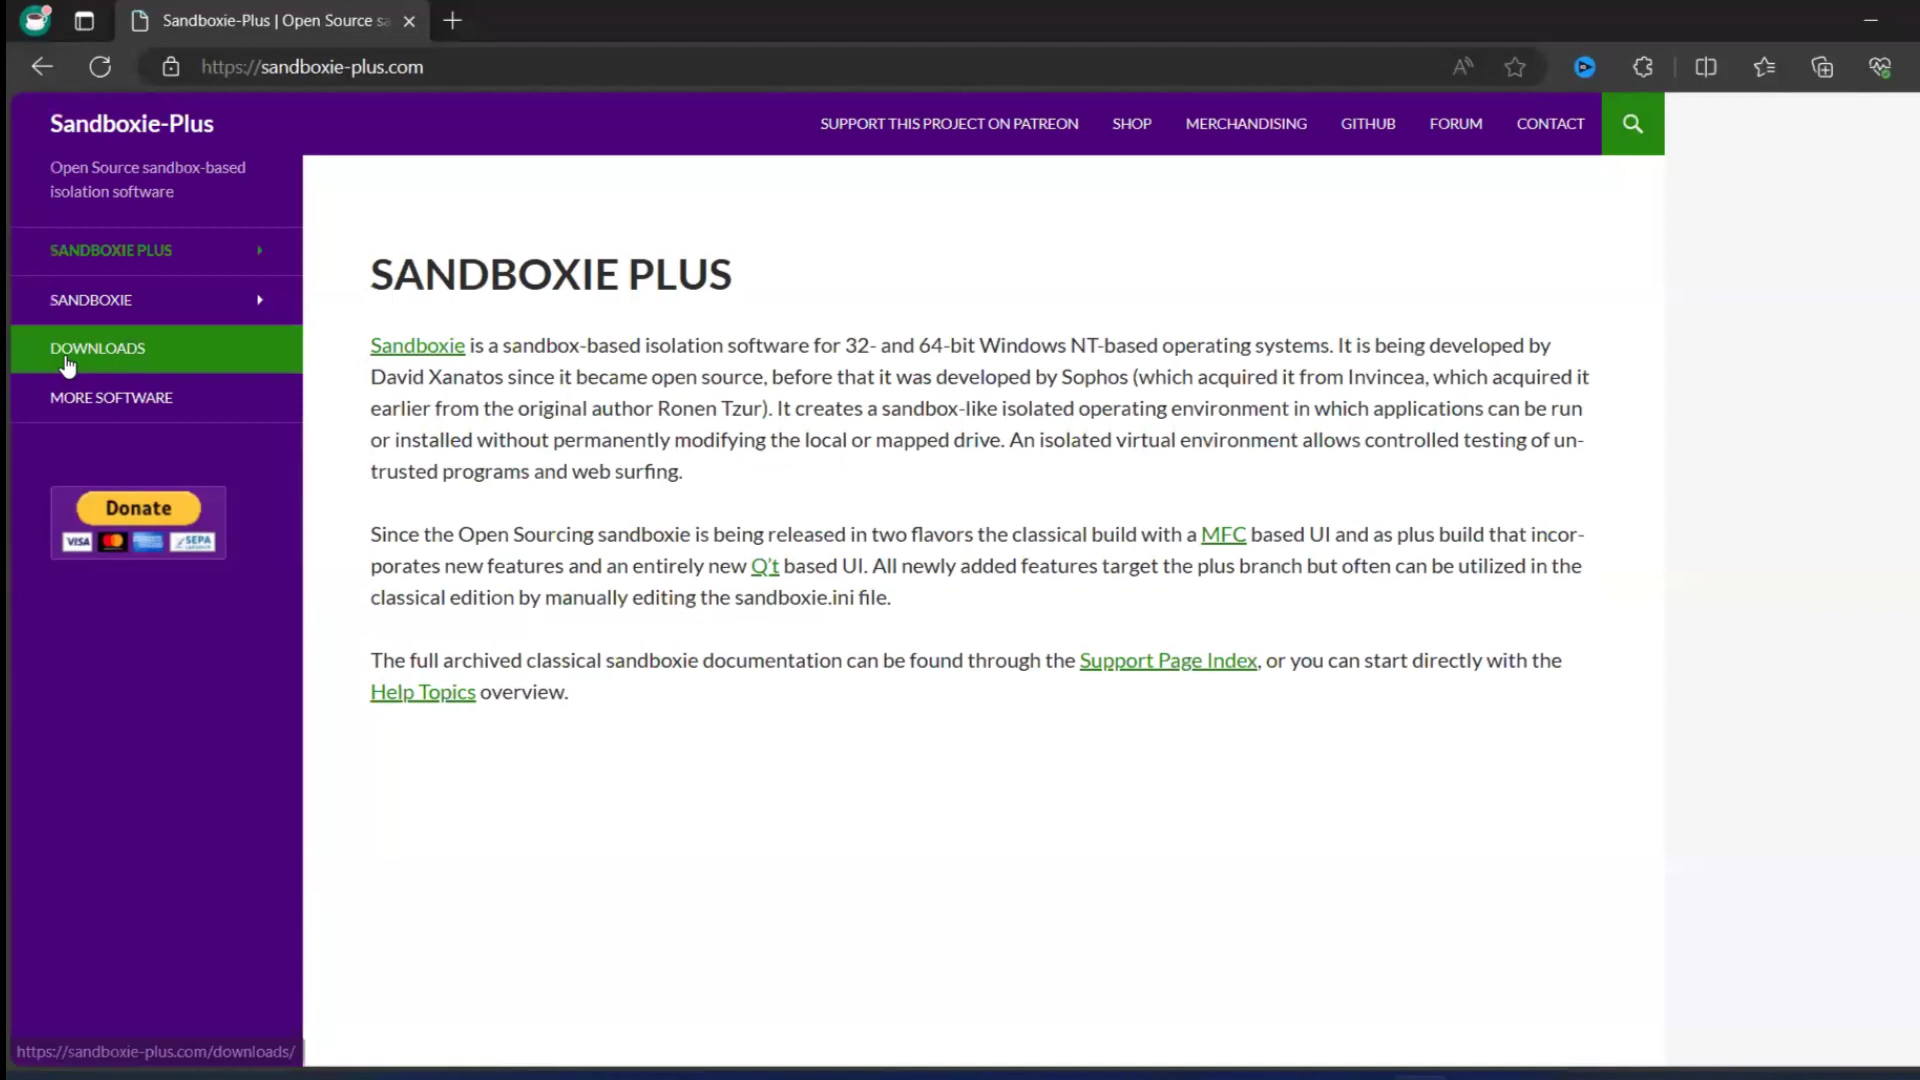 Sandboxie-Plus | Open Source sa
https://sandboxie-plus.com
Sandboxie-Plus
SUPPORT THIS PROJECT ON PATREON
SHOP
MERCHANDISING
GITHUB
FORUM
CONTACT
Open Source sandbox-based
isolation software
SANDBOXIE PLUS
SANDBOXIE
DOWNLOADS
MORE SOFTWARE
Donate
VISA
SEPA
SANDBOXIE PLUS
Sandboxie is a sandbox-based isolation software for 32- and 64-bit Windows NT-based operating systems. It is being developed by
David Xanatos since it became open source, before that it was developed by Sophos (which acquired it from Invincea, which acquired it
earlier from the original author Ronen Tzur). It creates a sandbox-like isolated operating environment in which applications can be run
or installed without permanently modifying the local or mapped drive. An isolated virtual environment allows controlled testing of un-
trusted programs and web surfing.
Since the Open Sourcing sandboxie is being released in two flavors the classical build with a MFC based UI and as plus build that incor-
porates new features and an entirely new Q't based UI. All newly added features target the plus branch but often can be utilized in the
classical edition by manually editing the sandboxie.ini file.
The full archived classical sandboxie documentation can be found through the Support Page Index, or you can start directly with the
Help Topics overview.
https://sandboxie-plus.com/downloads/